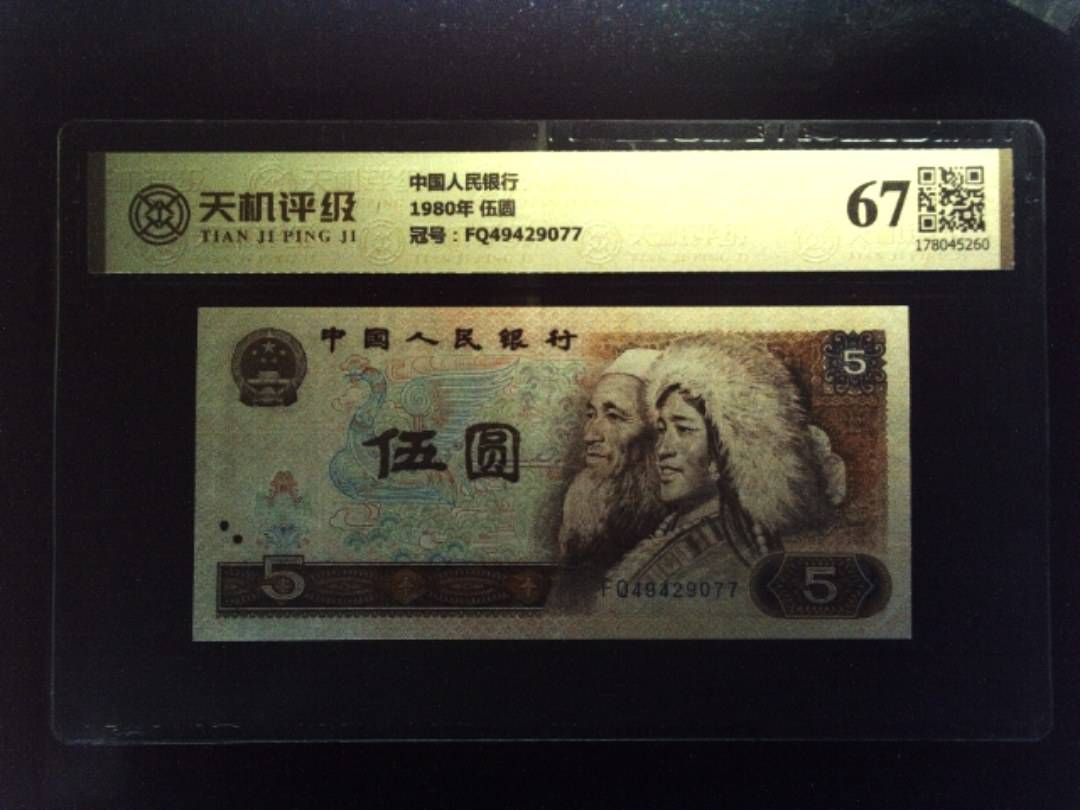 天机评级
TIAN JI PING JI
中国人民银行
1980年 伍圆
冠号：FQ49429077
67
178045260
中国人民银行
5
伍圆
5
FQ49429077
5